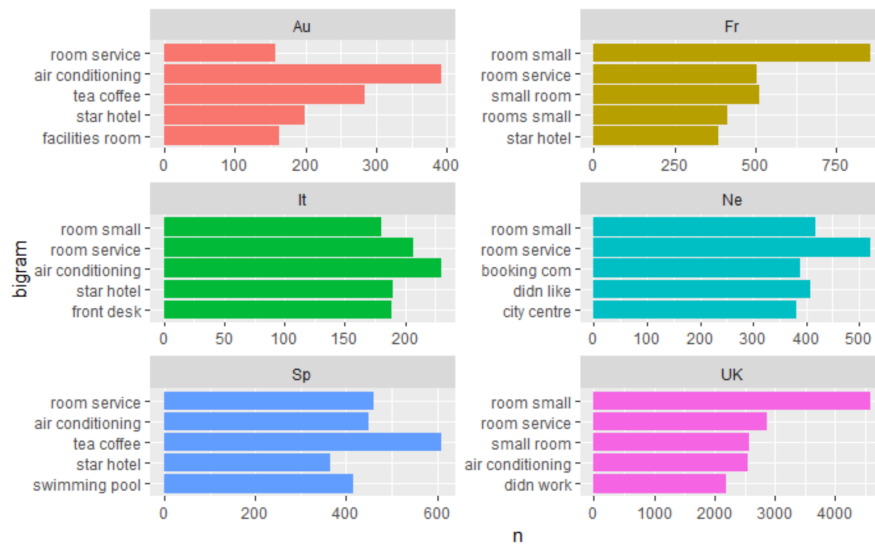 Au
room service
air conditioning
tea coffee
star hotel
facilities room
0 100 200 300 400
Fr
room small
room service
small room
rooms small
star hotel
0 250 500 750
It
room small
room service
air conditioning
star hotel
front desk
0 50 100 150 200
Ne
room small
room service
booking com
didn like
city centre
0 100 200 300 400 500
Sp
room service
air conditioning
tea coffee
star hotel
swimming pool
0 200 400 600
UK
room small
room service
small room
air conditioning
didn work
0 1000 2000 3000 4000
bigram
n